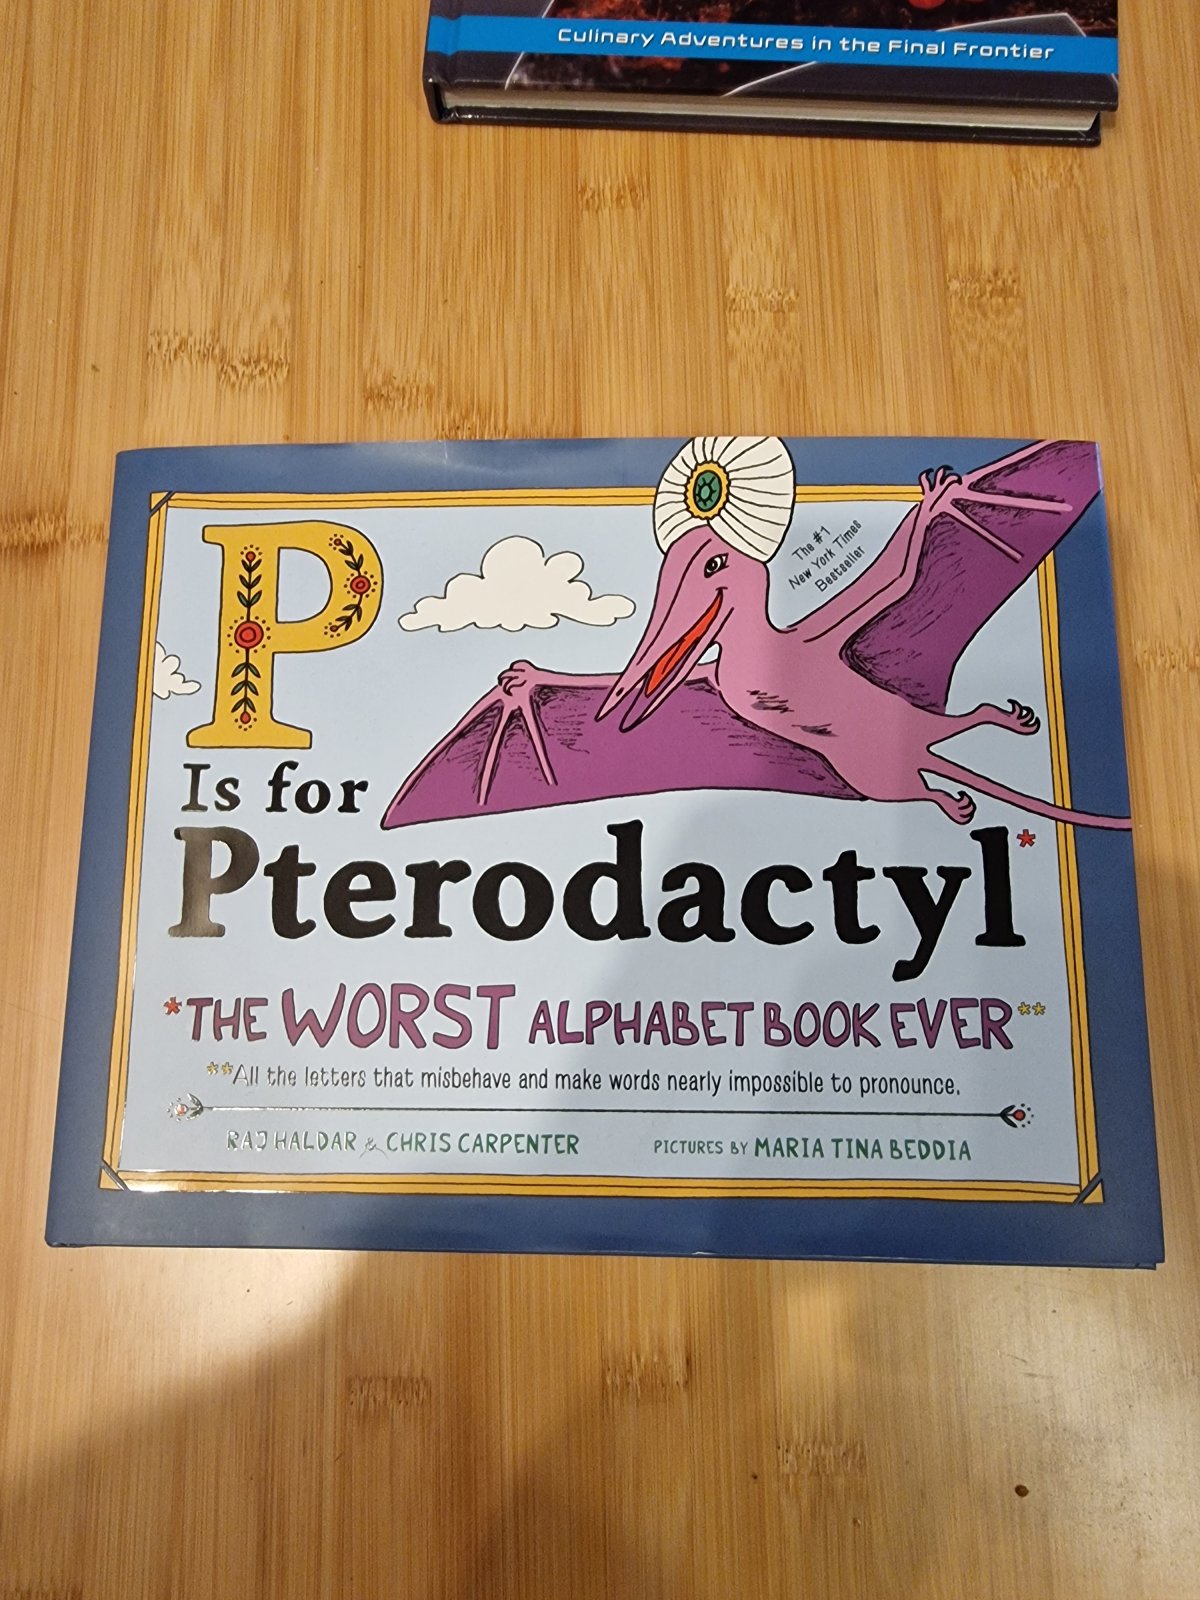 Culinary Adventures in the Final Frontier
The #1
New York Times
Bestseller
P
Is for
Pterodactyl*
*THE WORST ALPHABET BOOK EVER**
**All the letters that misbehave and make words nearly impossible to pronounce.
RAJ HALDAR & CHRIS CARPENTER
PICTURES BY MARIA TINA BEDDIA